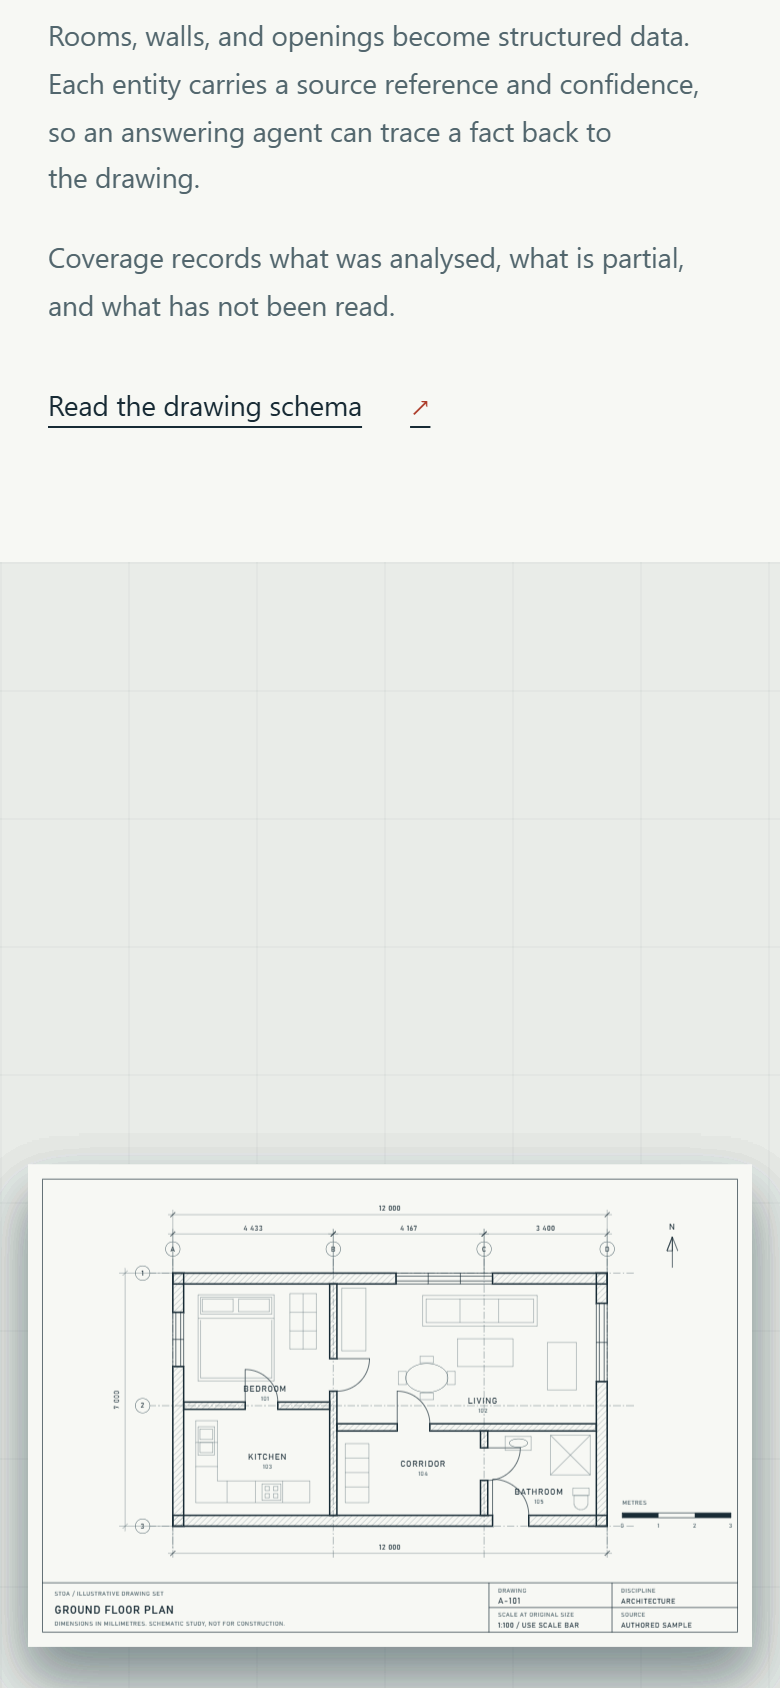 Rooms, walls, and openings become structured data.
Each entity carries a source reference and confidence,
so an answering agent can trace a fact back to
the drawing.
Coverage records what was analysed, what is partial,
and what has not been read.
Read the drawing schema ↗
12 000
4 433 4 167 3 400
N
A B C D
1
BEDROOM
101
7 000
2
LIVING
102
KITCHEN
103
CORRIDOR
104
BATHROOM
105
METRES
0 1 2 3
3
12 000
STOA / ILLUSTRATIVE DRAWING SET
GROUND FLOOR PLAN
DIMENSIONS IN MILLIMETRES. SCHEMATIC STUDY, NOT FOR CONSTRUCTION.
DRAWING
A-101
DISCIPLINE
ARCHITECTURE
SCALE AT ORIGINAL SIZE
1:100 / USE SCALE BAR
SOURCE
AUTHORED SAMPLE